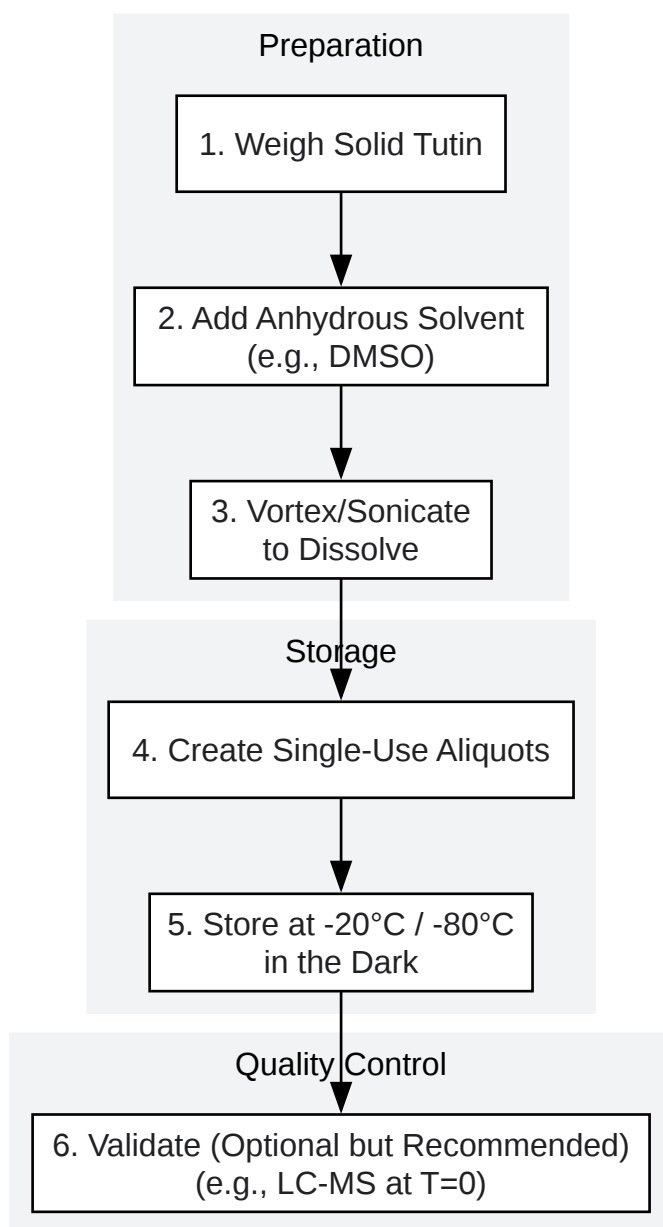 Preparation
1. Weigh Solid Tutin
2. Add Anhydrous Solvent
(e.g., DMSO)
3. Vortex/Sonicate
to Dissolve
Storage
4. Create Single-Use Aliquots
5. Store at -20°C / -80°C
in the Dark
Quality Control
6. Validate (Optional but Recommended)
(e.g., LC-MS at T=0)